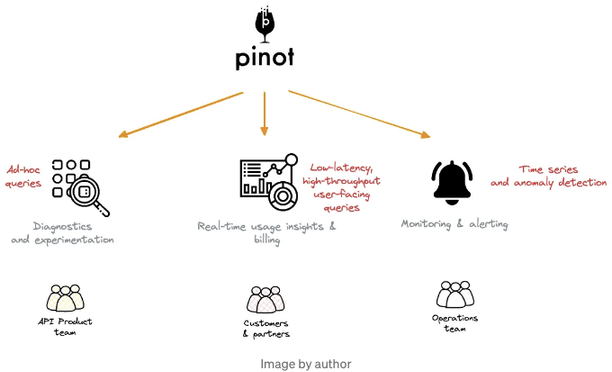 pinot
Ad-hoc
queries
Low-latency,
high-throughput
user-facing
queries
Time series
and anomaly detection
Diagnostics
and experimentation
Real-time usage insights &
billing
Monitoring & alerting
API Product
team
Customers
& partners
Operations
team
Image by author